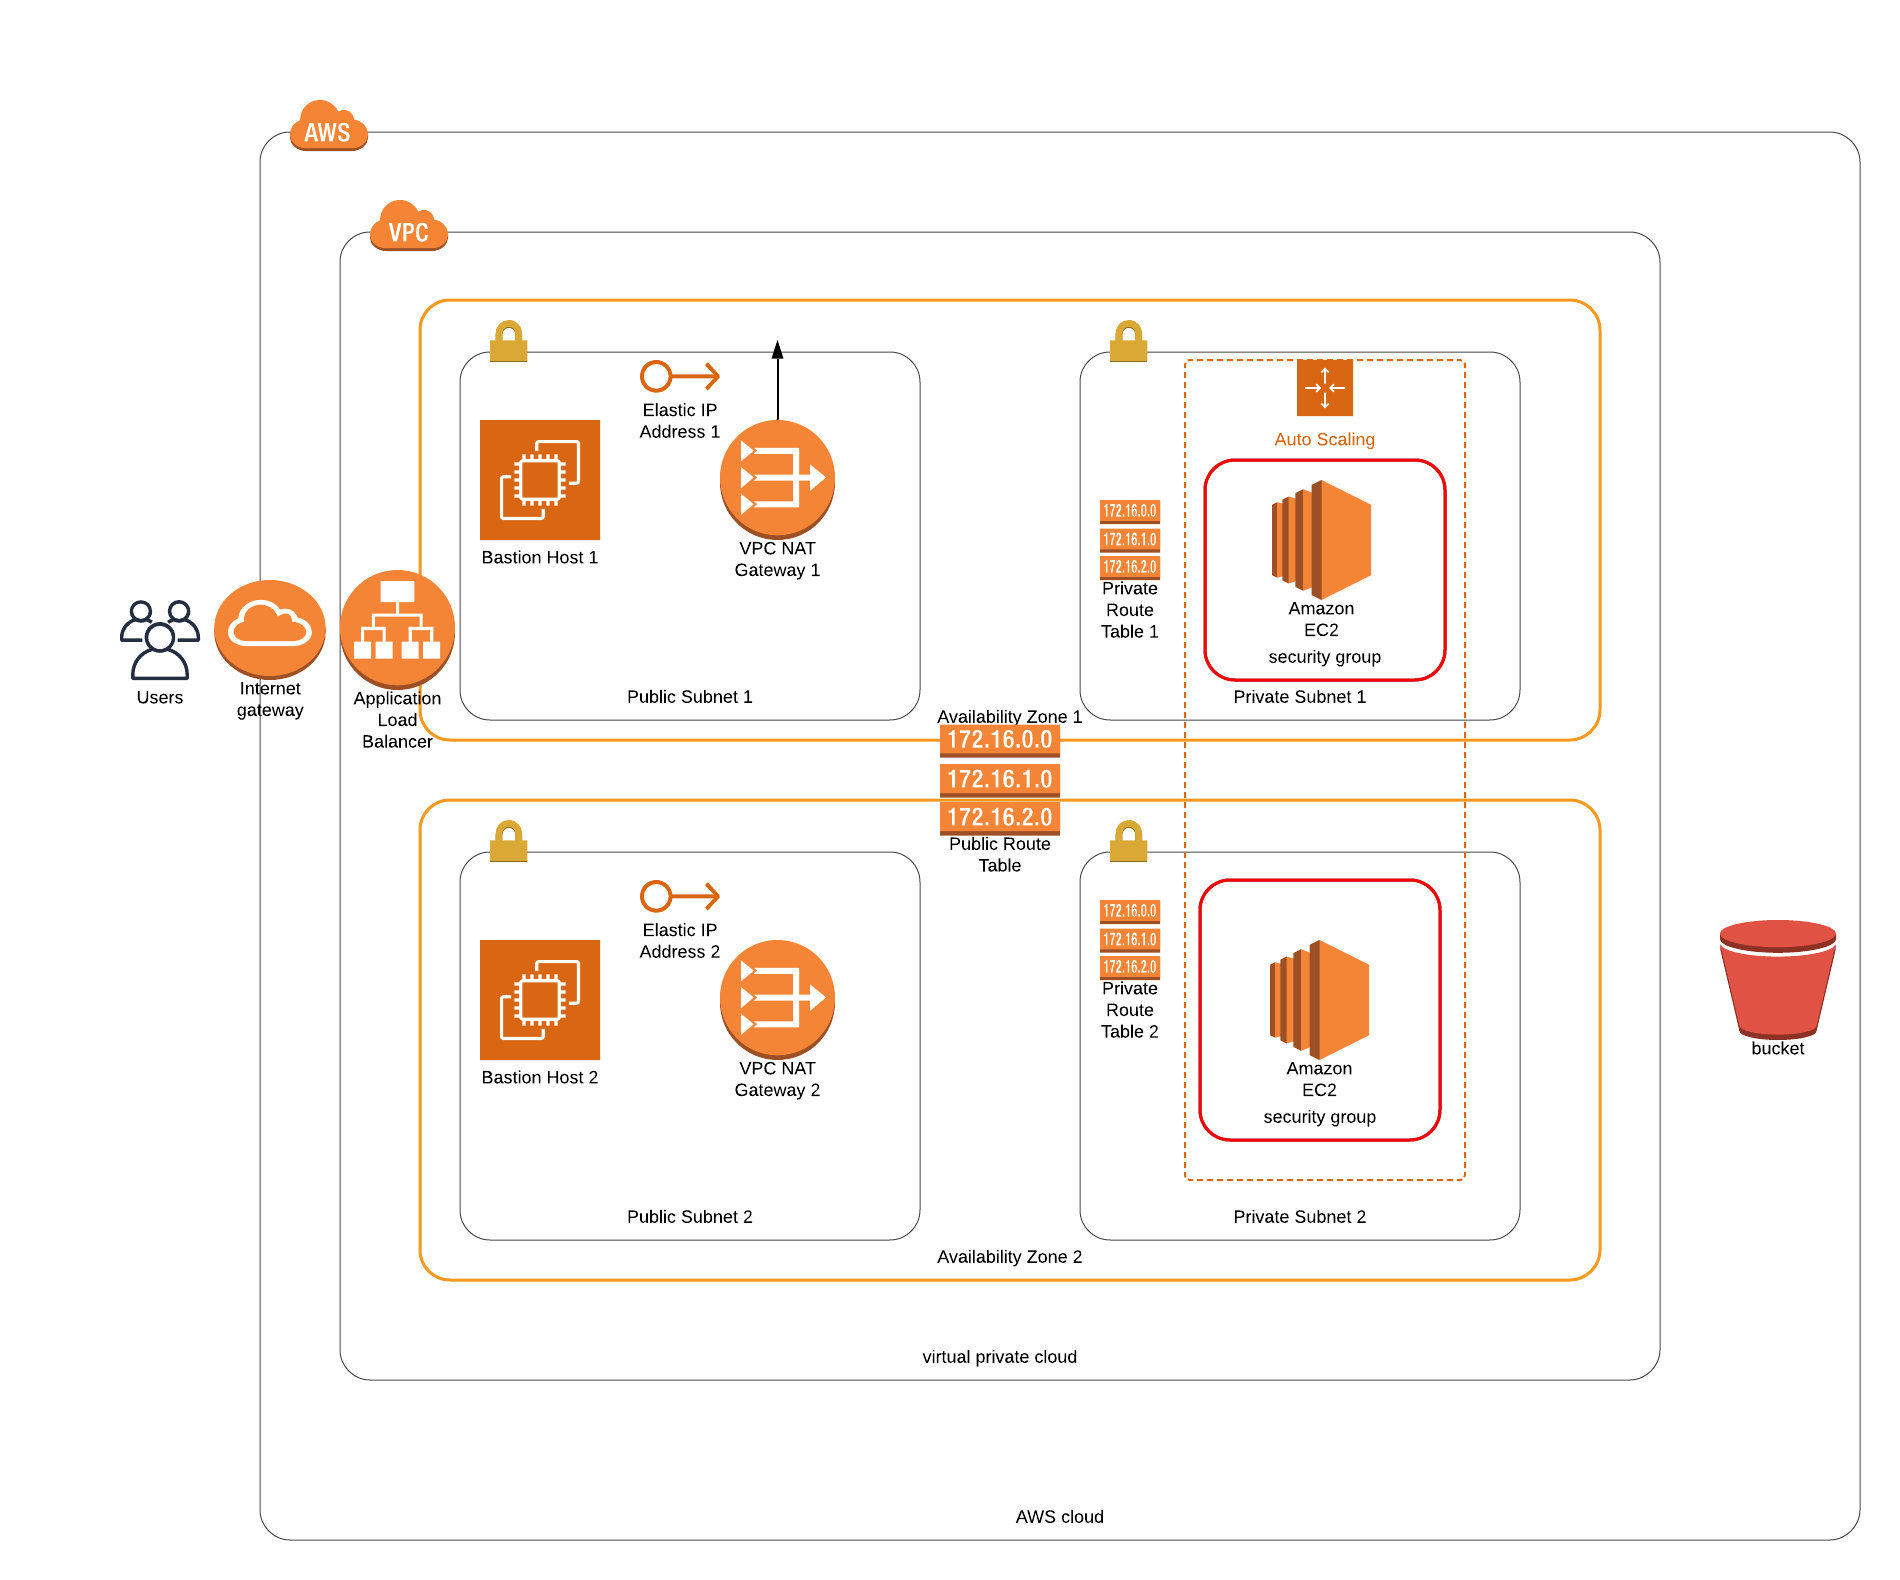 AWS
VPC
Elastic IP
Address 1
Bastion Host 1
VPC NAT
Gateway 1
Public Subnet 1
Auto Scaling
172.16.0.0
172.16.1.0
172.16.2.0
Private
Route
Table 1
Amazon
EC2
security group
Private Subnet 1
Users
Internet
gateway
Application
Load
Balancer
Availability Zone 1
172.16.0.0
172.16.1.0
172.16.2.0
Public Route
Table
Elastic IP
Address 2
Bastion Host 2
VPC NAT
Gateway 2
Public Subnet 2
172.16.0.0
172.16.1.0
172.16.2.0
Private
Route
Table 2
Amazon
EC2
security group
Private Subnet 2
Availability Zone 2
bucket
virtual private cloud
AWS cloud